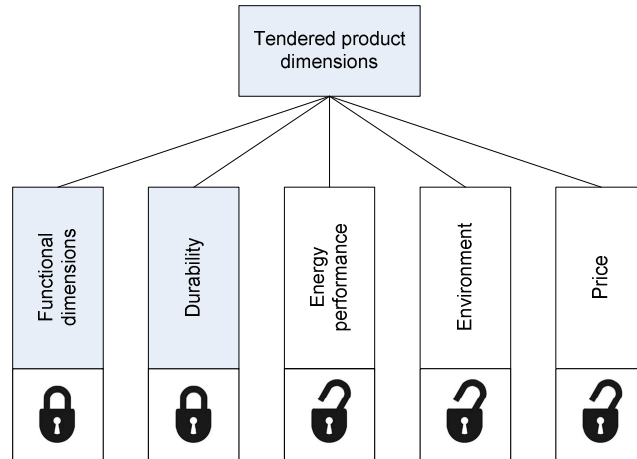 Tendered product
dimensions
Functional
dimensions
Durability
Energy
performance
Environment
Price